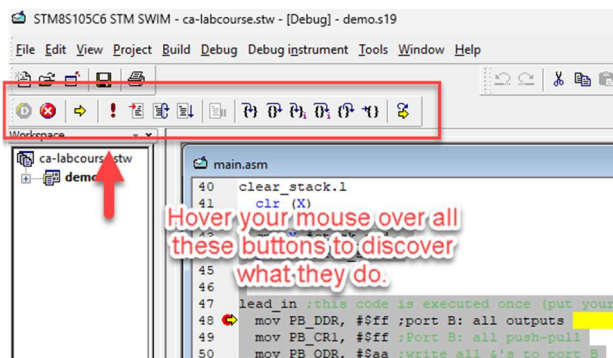 STM8S105C6 STM SWIM - ca-labcourse.stw - [Debug] - demo.s19
File Edit View Project Build Debug Debug instrument Tools Window Help
Workspace
ca-labcourse.stw
demo
main.asm
40 clear_stack.l
41 clr (X)
Hover your mouse over all
these buttons to discover
what they do.
45
46
47 lead_in ;this code is executed once (put your
48 mov PB_DDR, #$ff ;port B: all outputs
49 mov PB_CR1, #$ff ;Port B: all push-pull
50 mov PB_ODR, #$aa ;write all &'s to port B